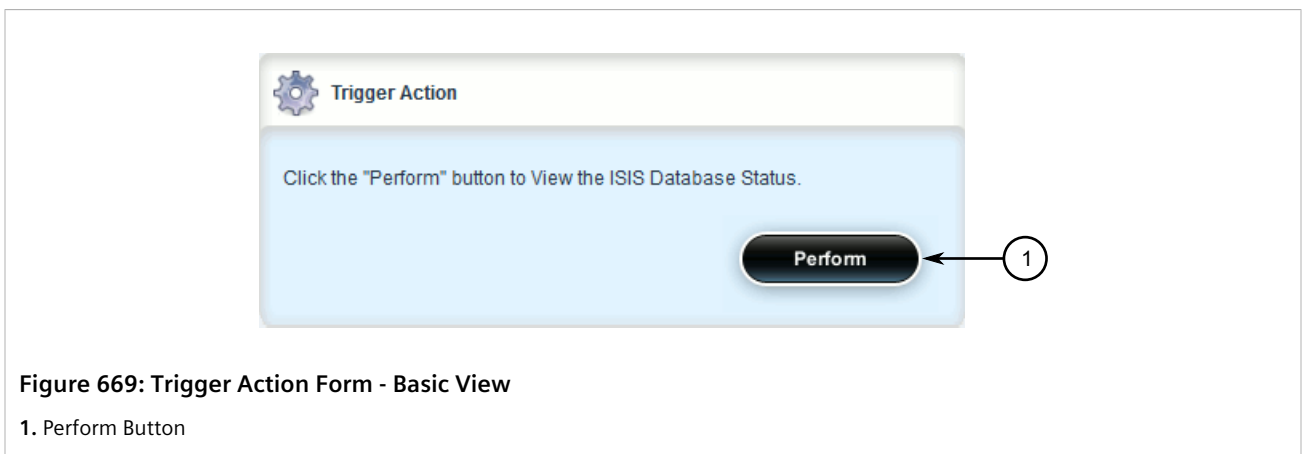 Trigger Action
Click the "Perform" button to View the ISIS Database Status.
Perform
1
Figure 669: Trigger Action Form - Basic View
1. Perform Button